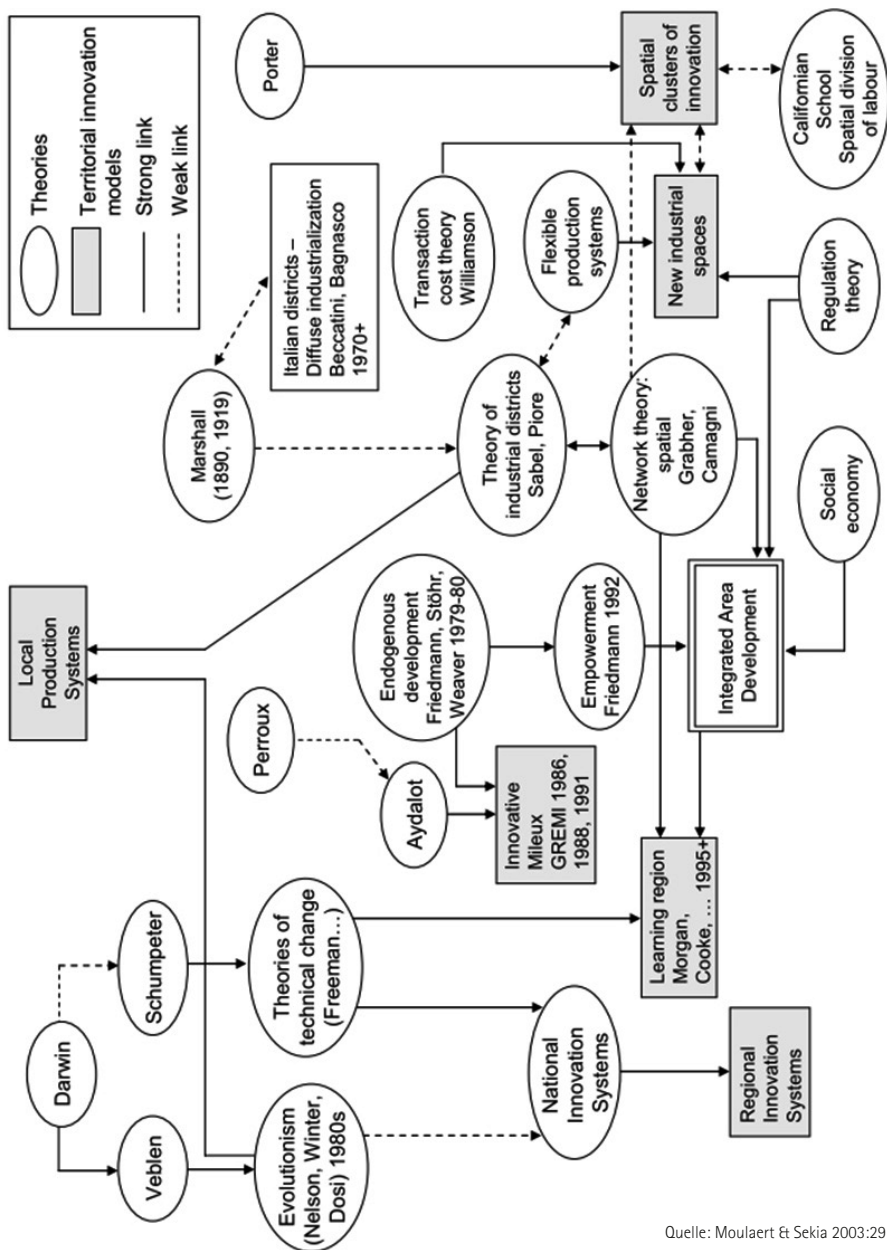 Theories
Territorial innovation
models
Strong link
Weak link
Porter
Marshall
(1890, 1919)
Italian districts –
Diffuse industrialization
Beccatini, Bagnasco
1970+
Transaction
cost theory
Williamson
Spatial
clusters of
innovation
Local
Production
Systems
Theory of
industrial districts
Sabel, Piore
Flexible
production
systems
New industrial
spaces
Californian
School
Spatial division
of labour
Perroux
Endogenous
development
Friedmann, Stöhr,
Weaver 1979-80
Network theory:
spatial
Grabher,
Camagni
Regulation
theory
Aydalot
Empowerment
Friedmann 1992
Social
economy
Darwin
Schumpeter
Innovative
Mileux
GREMI 1986,
1988, 1991
Integrated Area
Development
Veblen
Theories of
technical change
(Freeman…)
Learning region
Morgan,
Cooke, … 1995+
Evolutionism
(Nelson, Winter,
Dosi) 1980s
National
Innovation
Systems
Regional
Innovation
Systems
Quelle: Moulaert & Sekia 2003:294